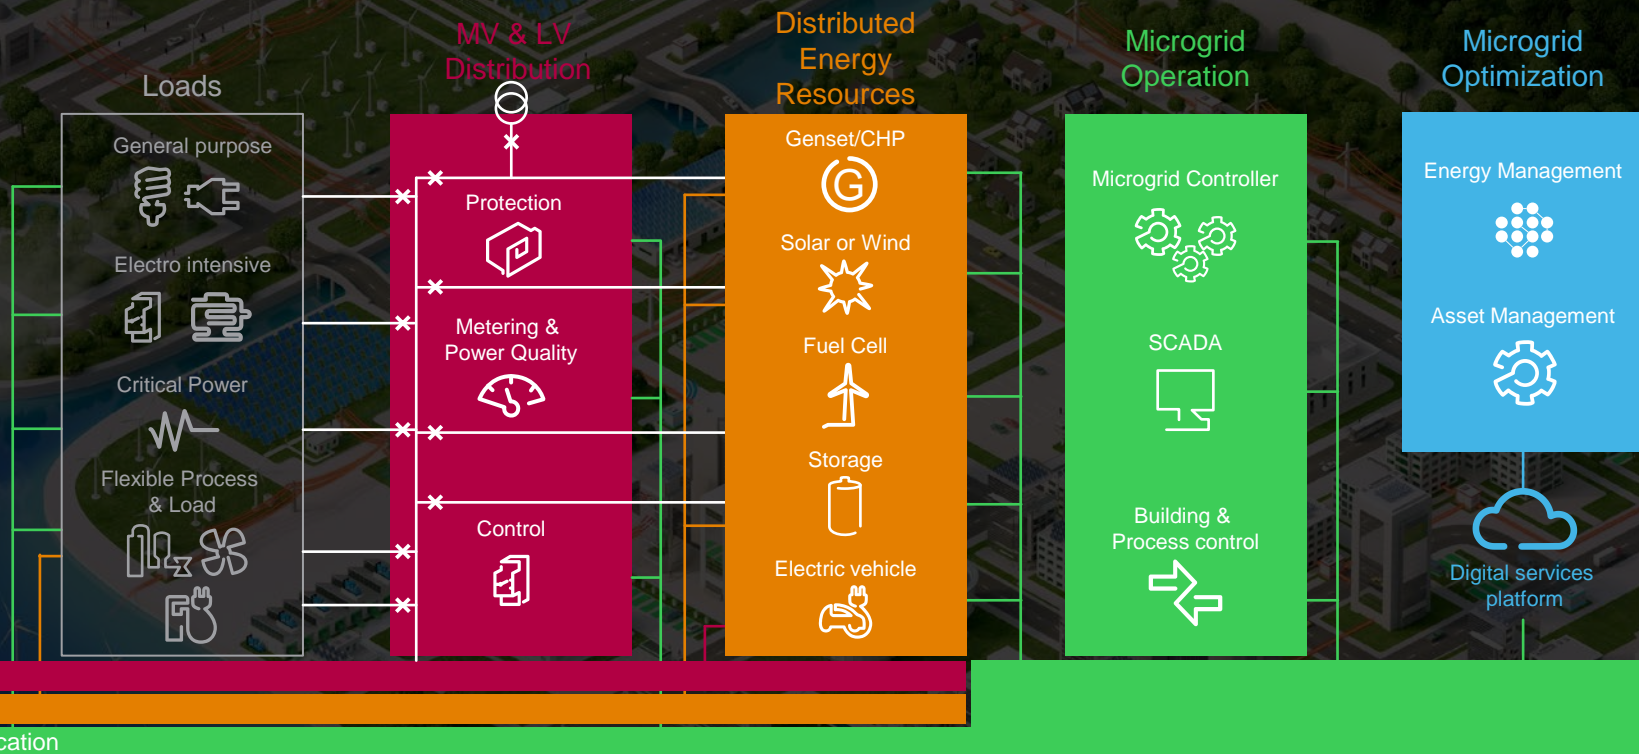 Loads
General purpose
Electro intensive
Critical Power
Flexible Process
& Load
MV & LV
Distribution
Protection
Metering &
Power Quality
Control
Distributed
Energy
Resources
Genset/CHP
G
Solar or Wind
Fuel Cell
Storage
Electric vehicle
Microgrid
Operation
Microgrid Controller
SCADA
Building &
Process control
Microgrid
Optimization
Energy Management
Asset Management
Digital services
platform
cation